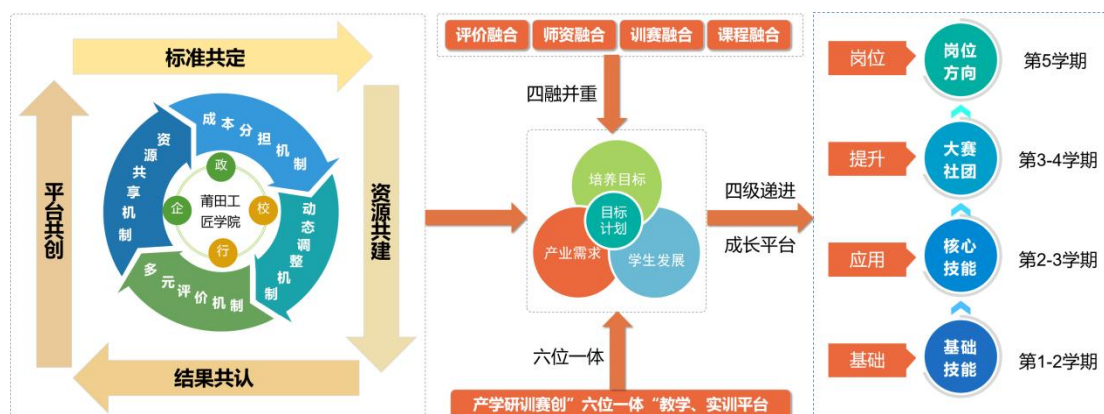 标准共定
平台共创
资源共建
结果共认
成本分担机制
资源共享机制
动态调整机制
多元评价机制
政
企
校
行
莆田工
匠学院
评价融合
师资融合
训赛融合
课程融合
四融并重
培养目标
目标
计划
产业需求
学生发展
六位一体
产学研训赛创”六位一体“教学、实训平台
四级递进
成长平台
岗位
岗位
方向
第5学期
提升
大赛
社团
第3-4学期
应用
核心
技能
第2-3学期
基础
基础
技能
第1-2学期